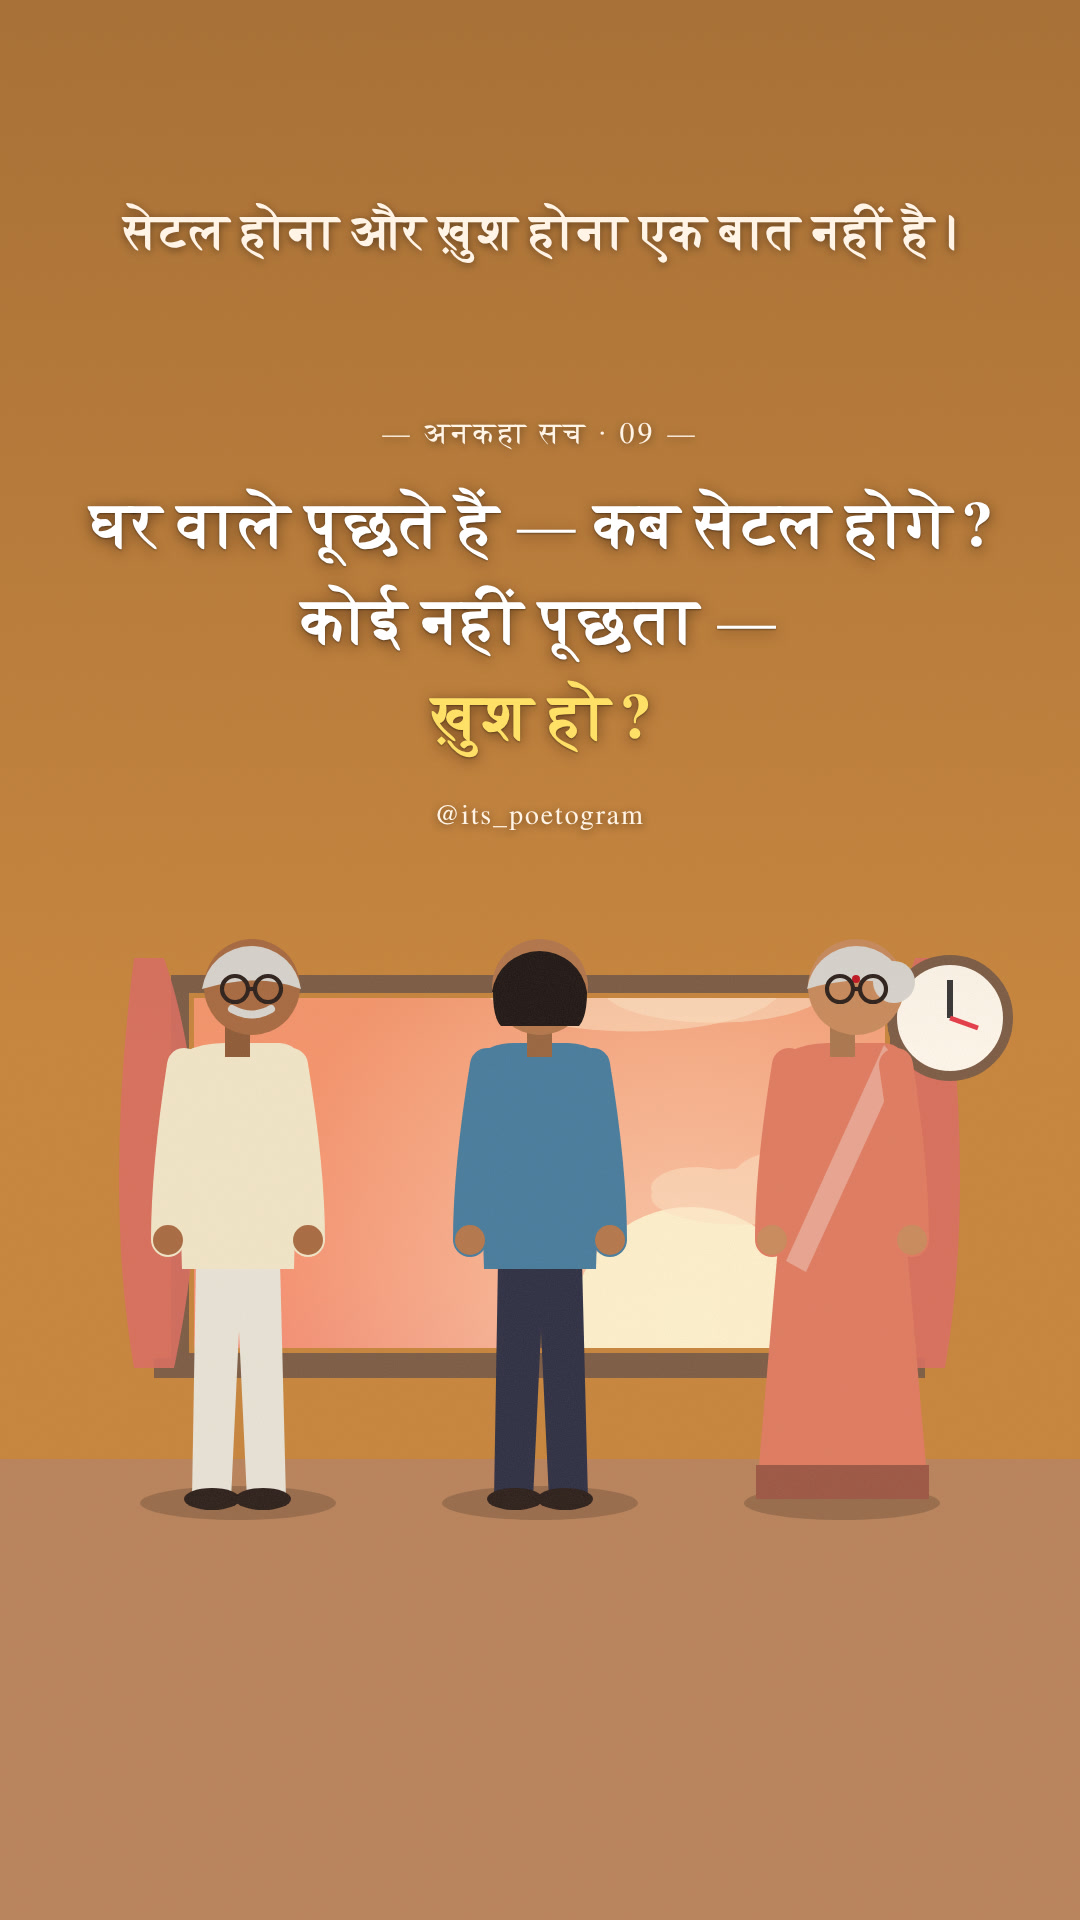 सेटल होना और ख़ुश होना एक बात नहीं है।
— अनकहा सच · 09 —
घर वाले पूछते हैं — कब सेटल होगे?
कोई नहीं पूछता —
ख़ुश हो?
@its_poetogram